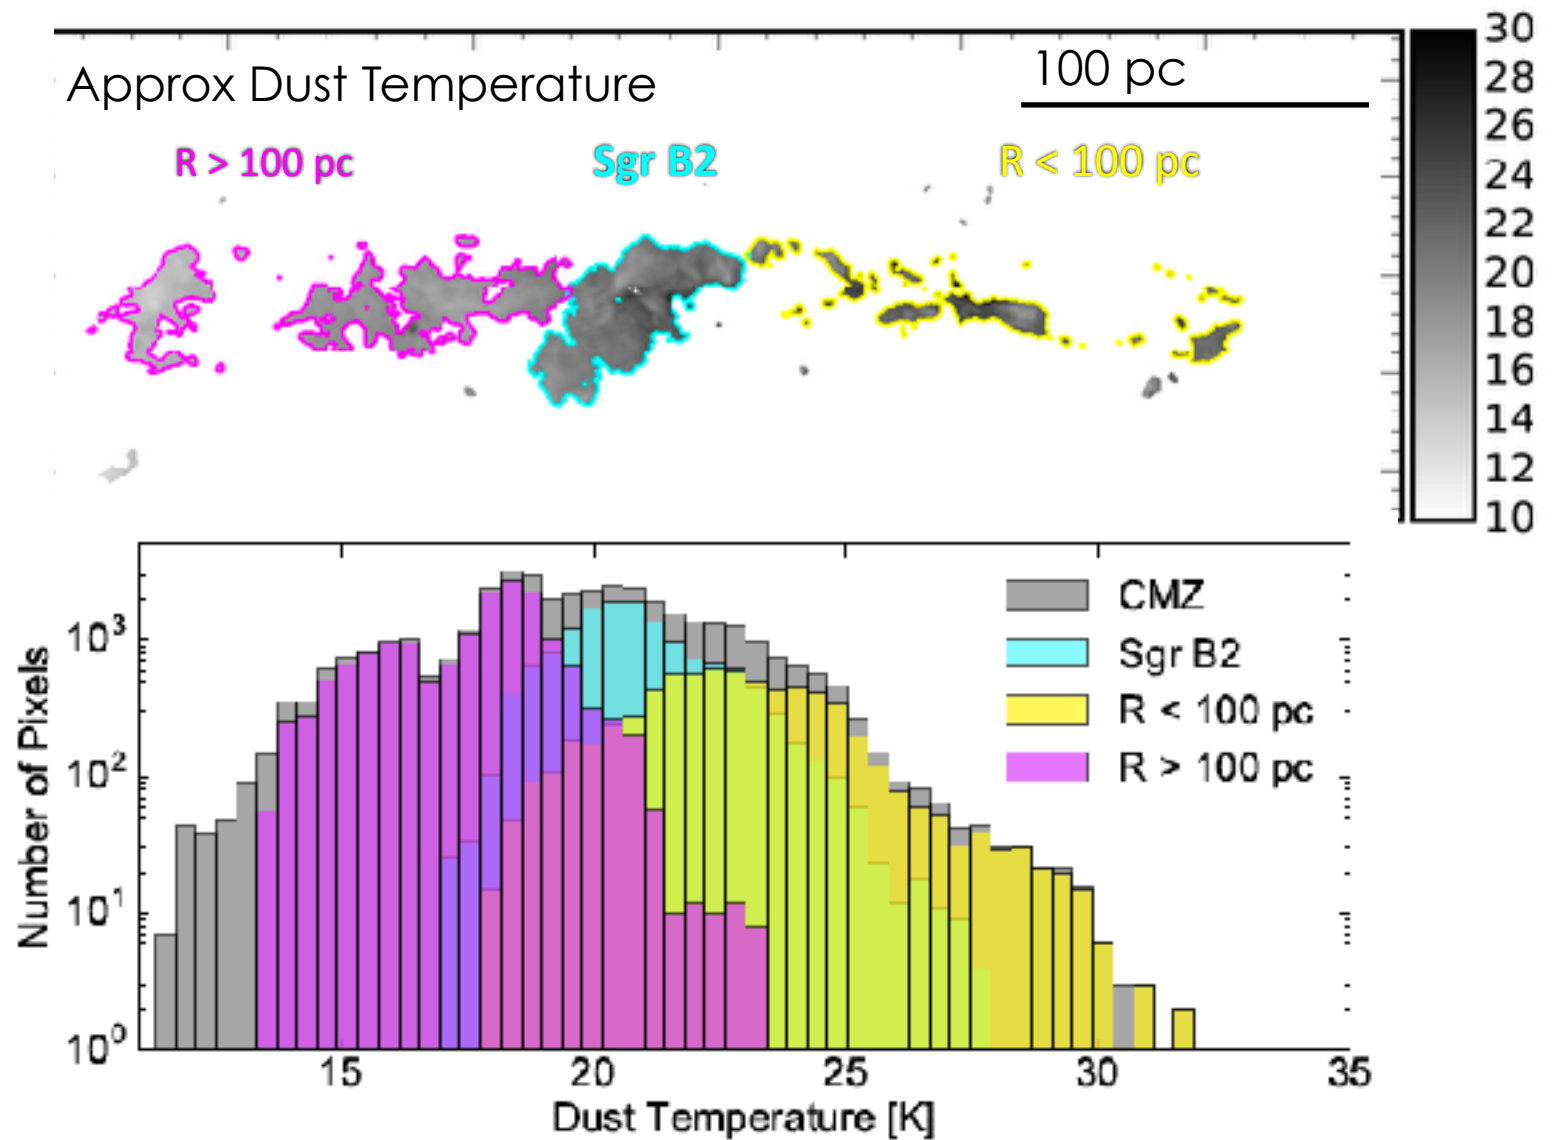 Approx Dust Temperature
100 pc
R > 100 pc
Sgr B2
R < 100 pc
30
28
26
24
22
20
18
16
14
12
10
Number of Pixels
10³
10²
10¹
10⁰
CMZ
Sgr B2
R < 100 pc
R > 100 pc
15
20
25
30
35
Dust Temperature [K]